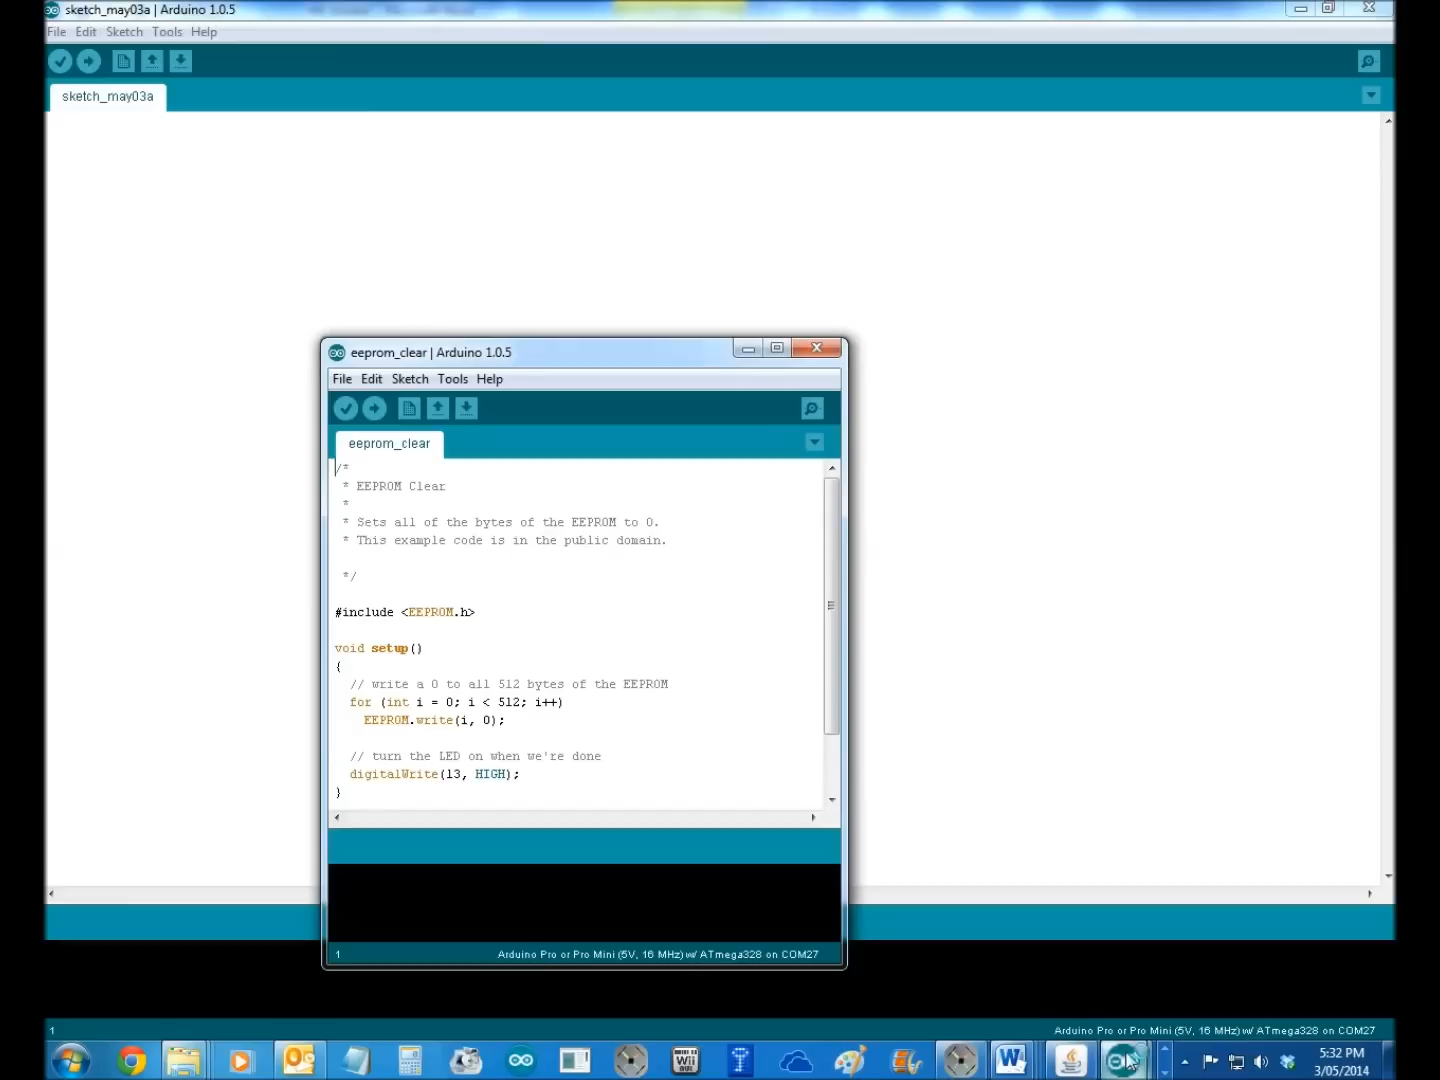 sketch_may03a | Arduino 1.0.5
File Edit Sketch Tools Help
sketch_may03a
eeprom_clear | Arduino 1.0.5
File Edit Sketch Tools Help
eeprom_clear
/*
* EEPROM Clear
*
* Sets all of the bytes of the EEPROM to 0.
* This example code is in the public domain.
*/
#include <EEPROM.h>
void setup()
{
// write a 0 to all 512 bytes of the EEPROM
for (int i = 0; i < 512; i++)
EEPROM.write(i, 0);
// turn the LED on when we're done
digitalWrite(13, HIGH);
}
1 Arduino Pro or Pro Mini (5V, 16 MHz) w/ ATmega328 on COM27
1 Arduino Pro or Pro Mini (5V, 16 MHz) w/ ATmega328 on COM27
Wii
5:32 PM
3/05/2014